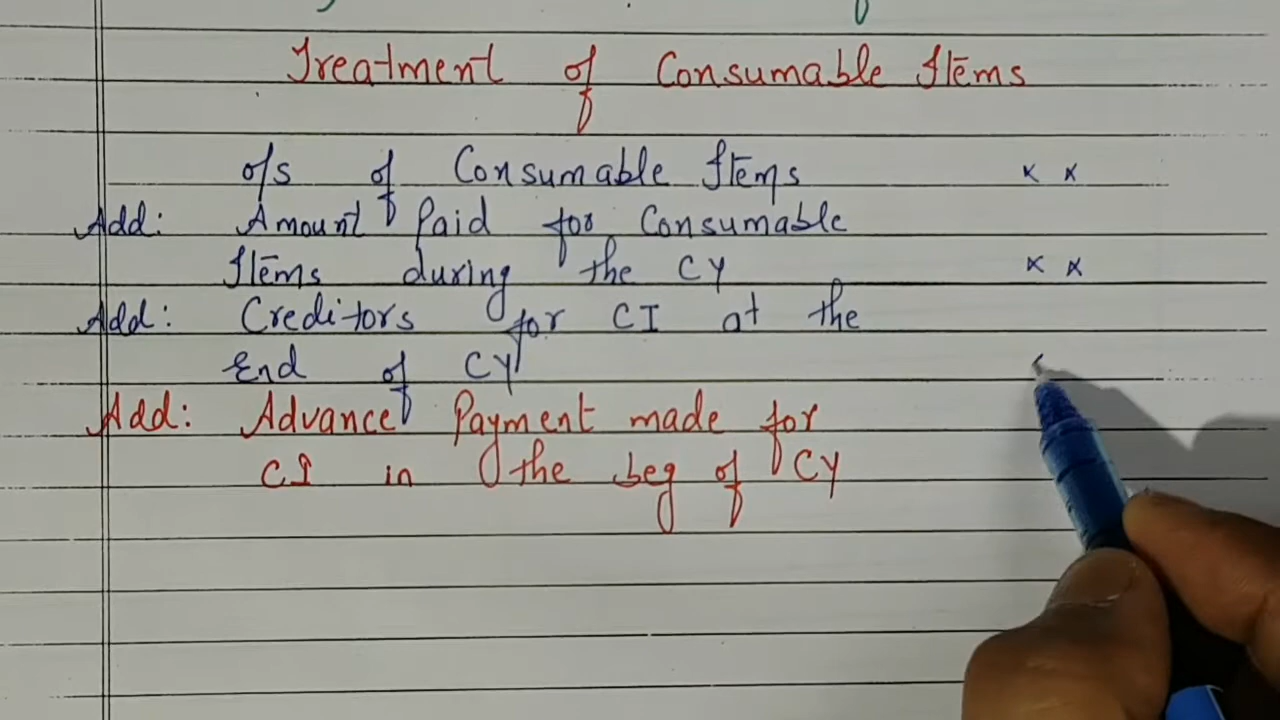 Treatment of Consumable Items
o/s of Consumable Items x x
Add: Amount Paid for Consumable
Items during the CY x x
Add: Creditors for CI at the
End of CY
Add: Advance Payment made for
CI in the beg of CY